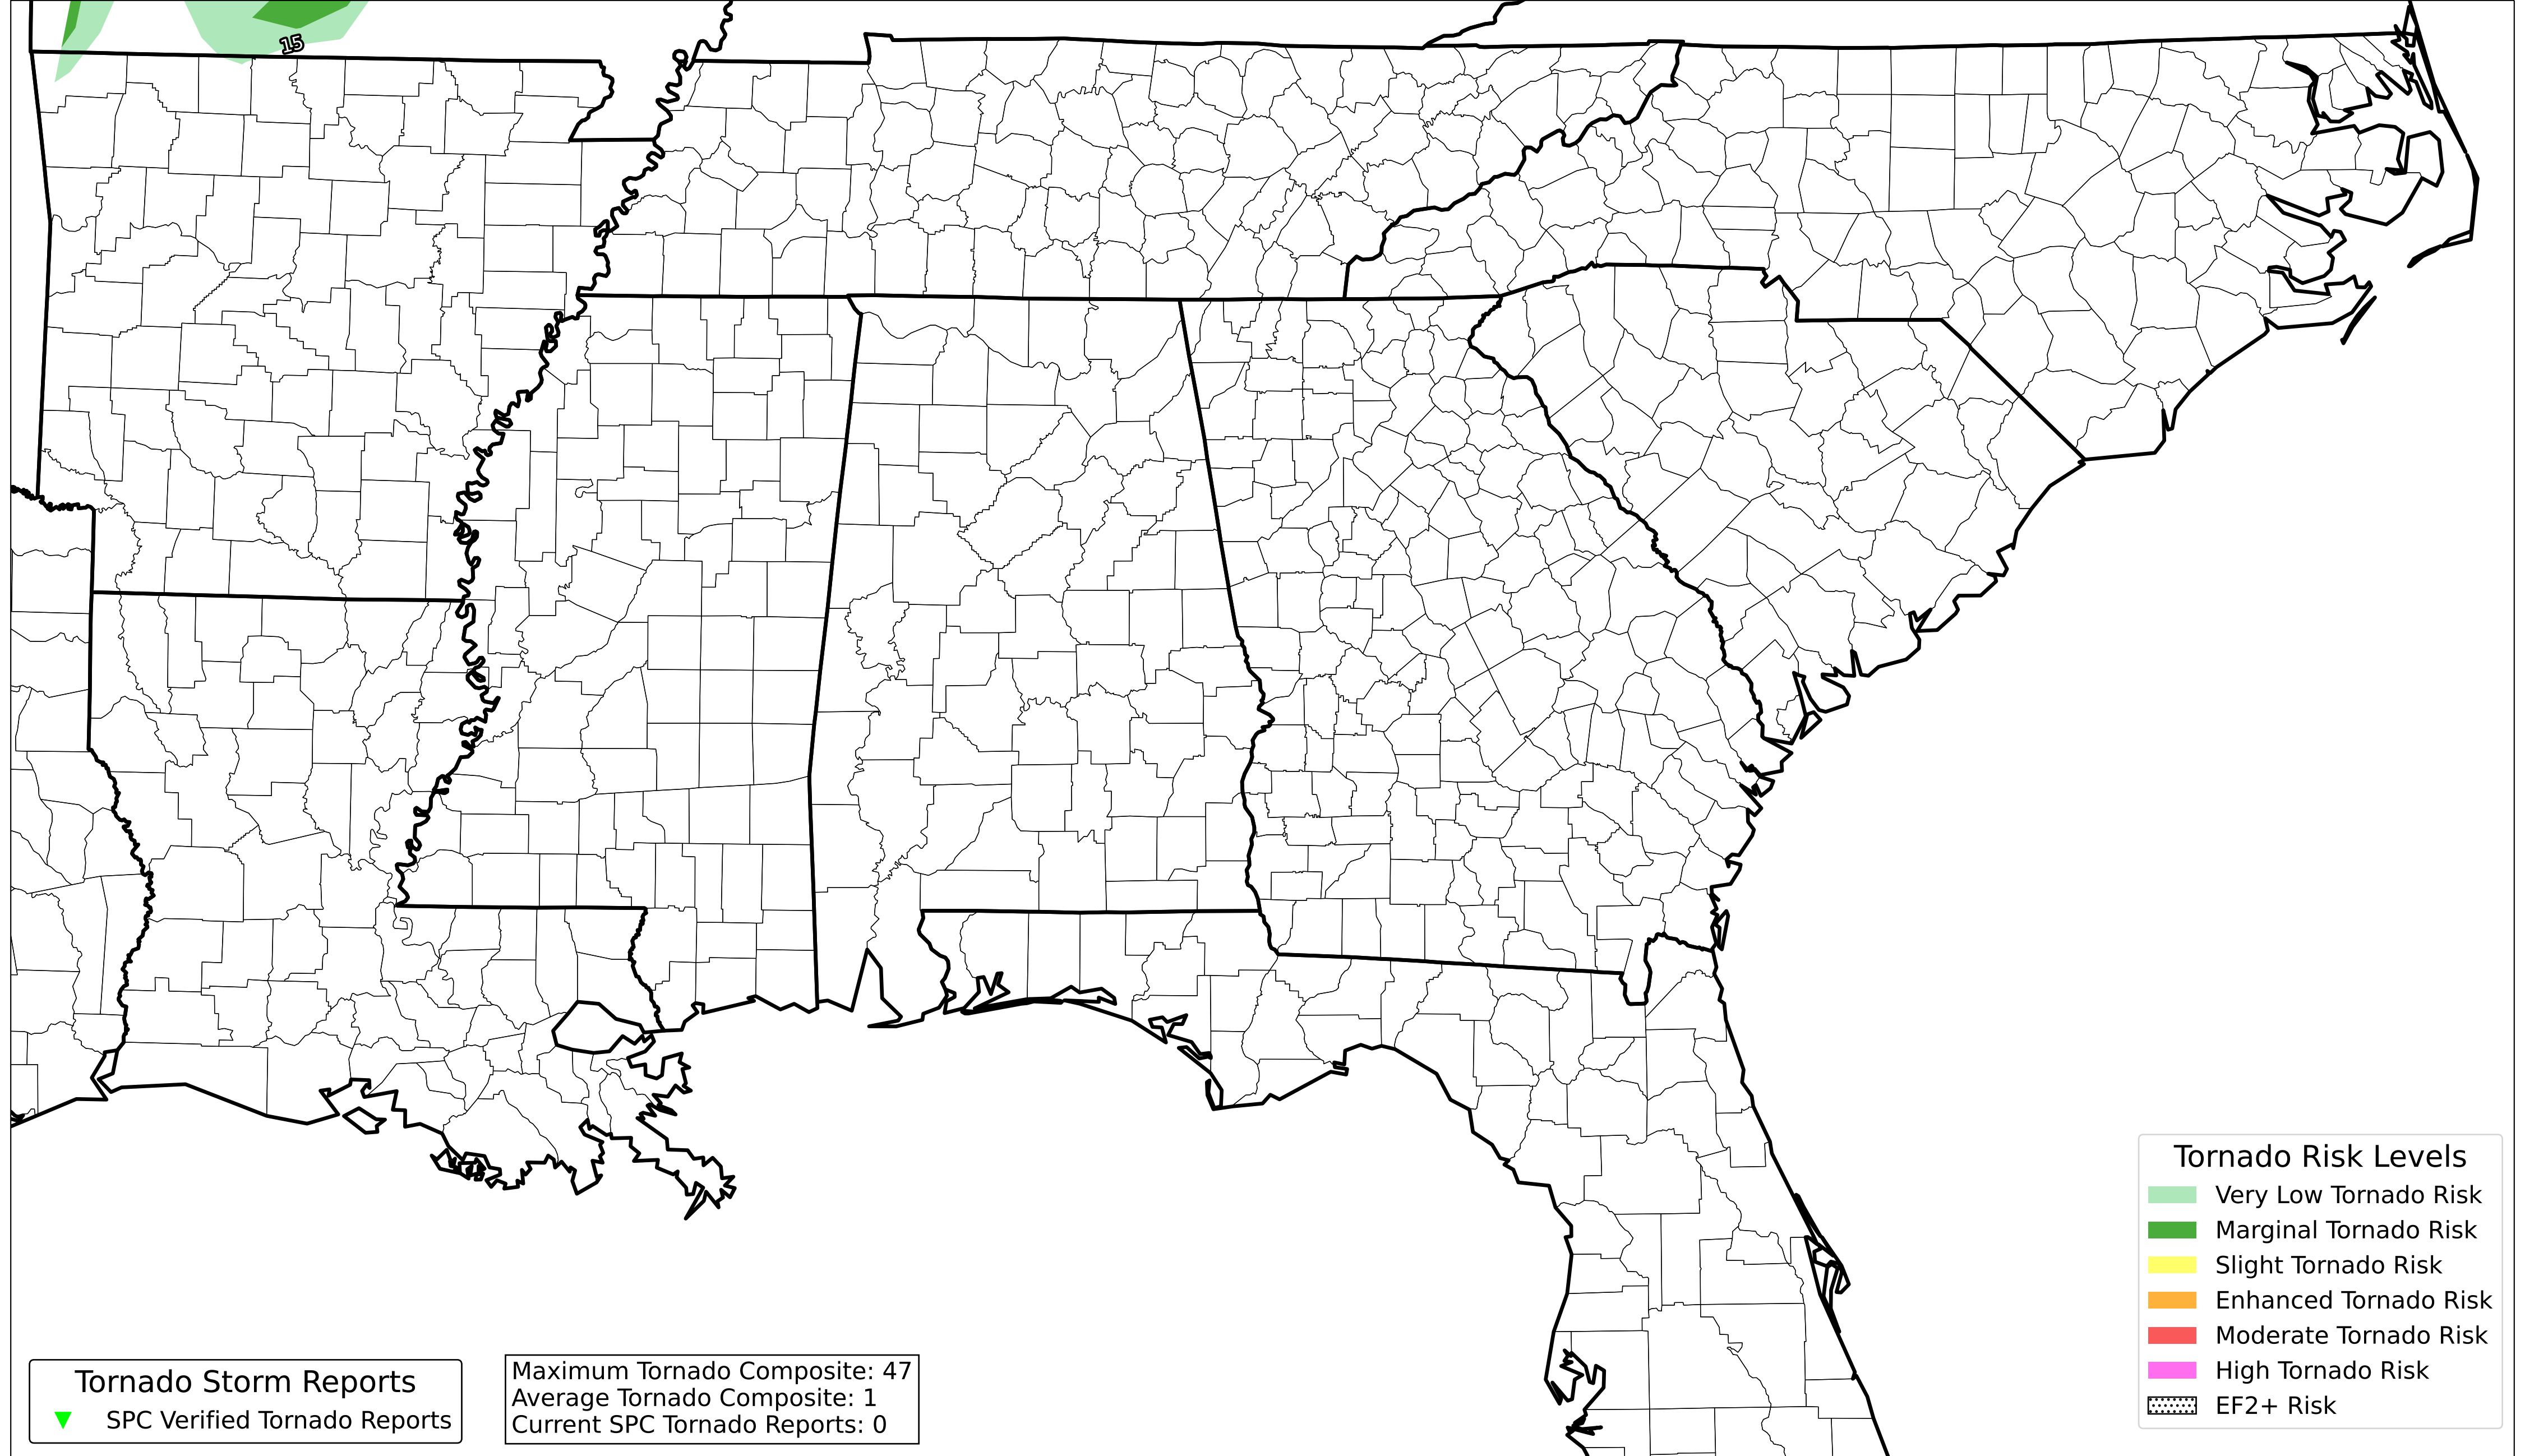 15
Tornado Risk Levels
Very Low Tornado Risk
Marginal Tornado Risk
Slight Tornado Risk
Enhanced Tornado Risk
Moderate Tornado Risk
High Tornado Risk
EF2+ Risk
Tornado Storm Reports
SPC Verified Tornado Reports
Maximum Tornado Composite: 47
Average Tornado Composite: 1
Current SPC Tornado Reports: 0